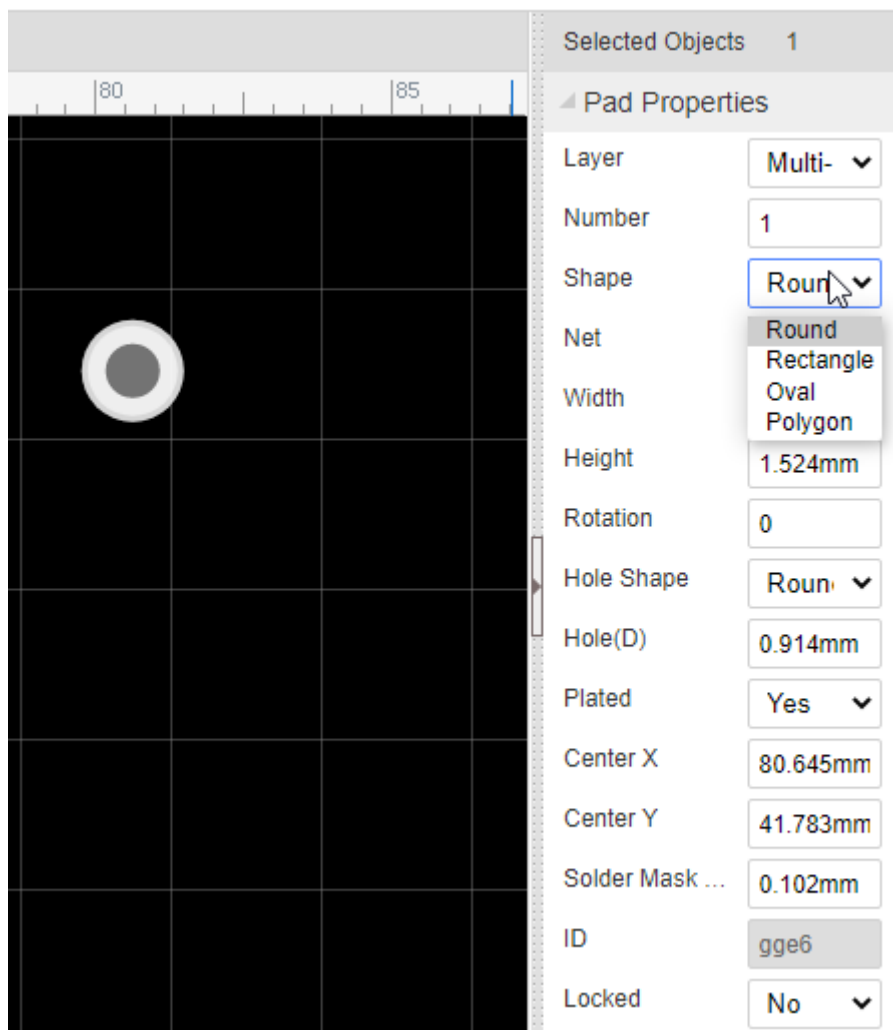 Selected Objects 1
80 85
Pad Properties
Layer Multi-
Number 1
Shape Roun
Net Round
Rectangle
Width Oval
Polygon
Height 1.524mm
Rotation 0
Hole Shape Roun
Hole(D) 0.914mm
Plated Yes
Center X 80.645mm
Center Y 41.783mm
Solder Mask ... 0.102mm
ID gge6
Locked No